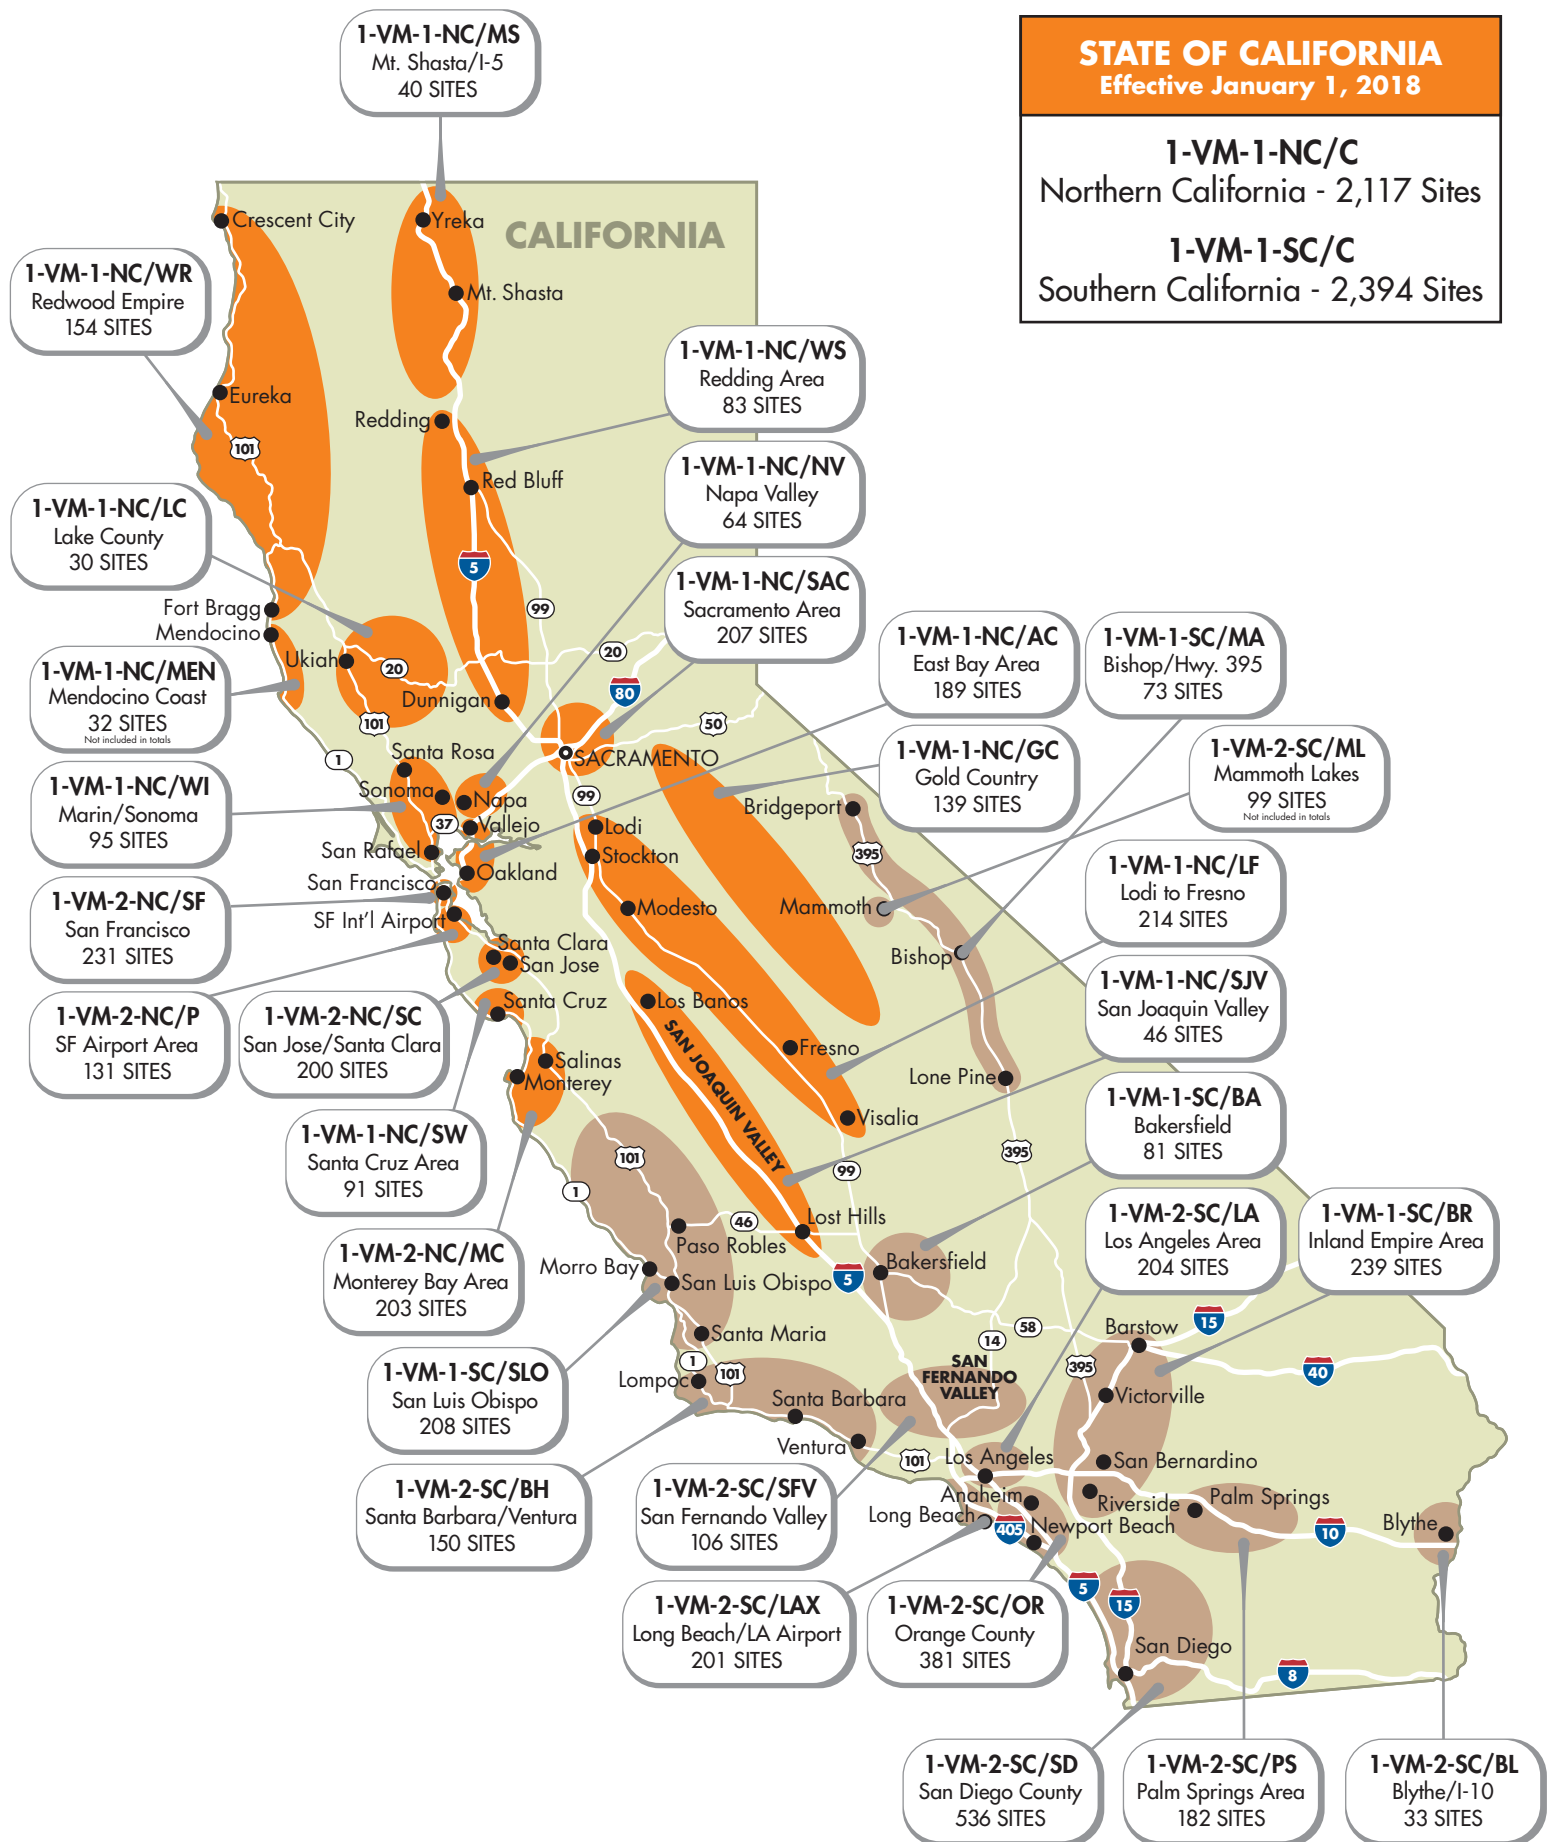 1-VM-1-NC/MS
Mt. Shasta/I-5
40 SITES
STATE OF CALIFORNIA
Effective January 1, 2018
1-VM-1-NC/C
Northern California - 2,117 Sites
1-VM-1-SC/C
Southern California - 2,394 Sites
CALIFORNIA
Crescent City
Yreka
Mt. Shasta
1-VM-1-NC/WR
Redwood Empire
154 SITES
Eureka
101
Redding
Red Bluff
5
99
1-VM-1-NC/WS
Redding Area
83 SITES
1-VM-1-NC/NV
Napa Valley
64 SITES
1-VM-1-NC/LC
Lake County
30 SITES
1-VM-1-NC/SAC
Sacramento Area
207 SITES
Fort Bragg
Mendocino
Ukiah
20
20
Dunnigan
80
101
50
1
1-VM-1-NC/AC
East Bay Area
189 SITES
1-VM-1-SC/MA
Bishop/Hwy. 395
73 SITES
1-VM-1-NC/MEN
Mendocino Coast
32 SITES
Not included in totals
1-VM-1-NC/GC
Gold Country
139 SITES
1-VM-2-SC/ML
Mammoth Lakes
99 SITES
Not included in totals
Santa Rosa
SACRAMENTO
Sonoma
Napa
99
37
Vallejo
Lodi
San Rafael
Stockton
Bridgeport
395
1-VM-1-NC/WI
Marin/Sonoma
95 SITES
Oakland
San Francisco
SF Int'l Airport
Modesto
Mammoth
Bishop
1-VM-1-NC/LF
Lodi to Fresno
214 SITES
1-VM-2-NC/SF
San Francisco
231 SITES
Santa Clara
San Jose
Santa Cruz
Los Banos
SAN JOAQUIN VALLEY
1-VM-1-NC/SJV
San Joaquin Valley
46 SITES
1-VM-2-NC/P
SF Airport Area
131 SITES
1-VM-2-NC/SC
San Jose/Santa Clara
200 SITES
Salinas
Monterey
Fresno
Visalia
Lone Pine
1-VM-1-SC/BA
Bakersfield
81 SITES
1-VM-1-NC/SW
Santa Cruz Area
91 SITES
101
1
99
395
46
Lost Hills
Paso Robles
1-VM-2-SC/LA
Los Angeles Area
204 SITES
1-VM-1-SC/BR
Inland Empire Area
239 SITES
1-VM-2-NC/MC
Monterey Bay Area
203 SITES
Morro Bay
San Luis Obispo
5
Bakersfield
Santa Maria
14
58
Barstow
15
40
395
1-VM-1-SC/SLO
San Luis Obispo
208 SITES
1
101
Lompoc
SAN
FERNANDO
VALLEY
Victorville
Santa Barbara
Ventura
101
Los Angeles
San Bernardino
1-VM-2-SC/BH
Santa Barbara/Ventura
150 SITES
1-VM-2-SC/SFV
San Fernando Valley
106 SITES
Anaheim
Long Beach
405
Newport Beach
Riverside
Palm Springs
10
Blythe
1-VM-2-SC/LAX
Long Beach/LA Airport
201 SITES
1-VM-2-SC/OR
Orange County
381 SITES
5
15
San Diego
8
1-VM-2-SC/SD
San Diego County
536 SITES
1-VM-2-SC/PS
Palm Springs Area
182 SITES
1-VM-2-SC/BL
Blythe/I-10
33 SITES